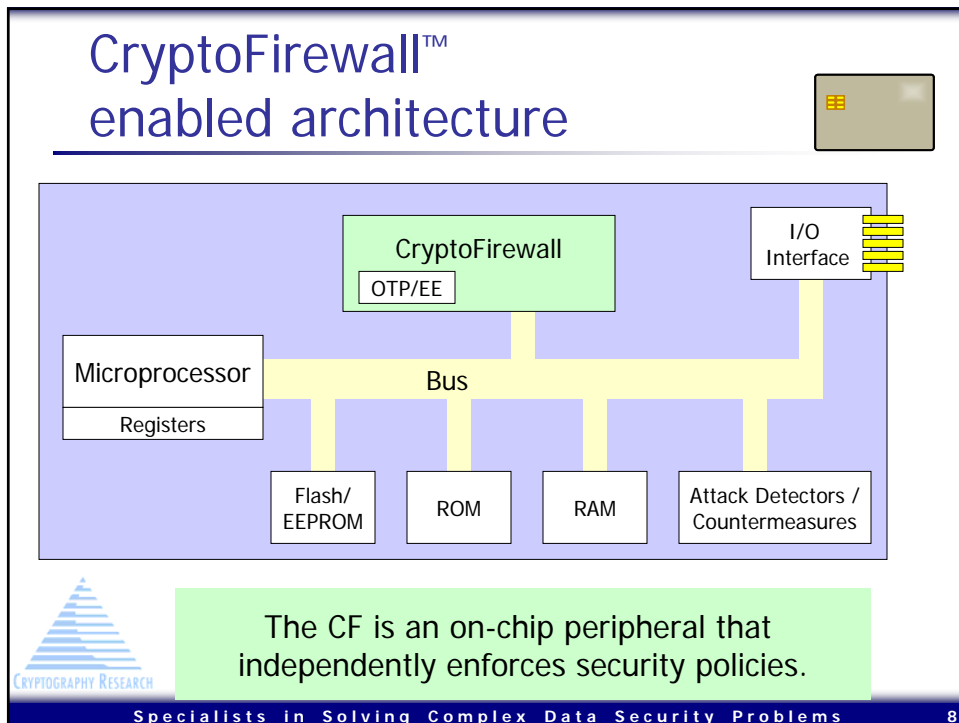 CryptoFirewall™
enabled architecture
CryptoFirewall
OTP/EE
I/O
Interface
Microprocessor
Registers
Bus
Flash/
EEPROM
ROM
RAM
Attack Detectors /
Countermeasures
CRYPTOGRAPHY RESEARCH
The CF is an on-chip peripheral that
independently enforces security policies.
Specialists in Solving Complex Data Security Problems 8